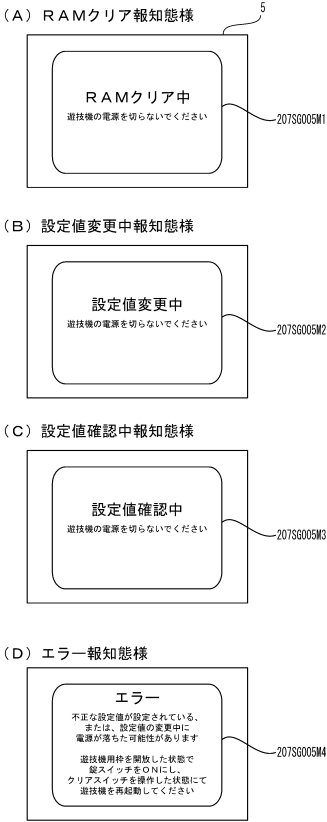 （A）RAMクリア報知態様
5
RAMクリア中
遊技機の電源を切らないでください
207SG005M1
（B）設定値変更中報知態様
設定値変更中
遊技機の電源を切らないでください
207SG005M2
（C）設定値確認中報知態様
設定値確認中
遊技機の電源を切らないでください
207SG005M3
（D）エラー報知態様
エラー
不正な設定値が設定されている、
または、設定値の変更中に
電源が落ちた可能性があります
遊技機用枠を開放した状態で
錠スイッチをONにし、
クリアスイッチを操作した状態にて
遊技機を再起動してください
207SG005M4